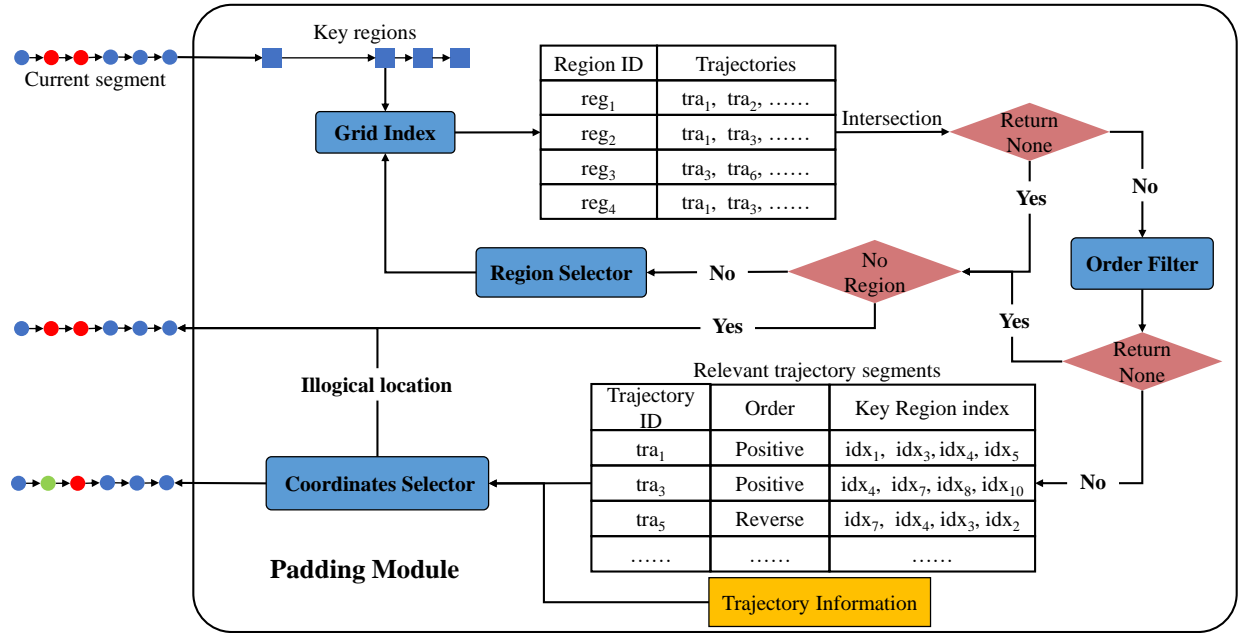 Key regions
Current segment
Region ID Trajectories
reg₁ tra₁, tra₂, ……
reg₂ tra₁, tra₃, ……
reg₃ tra₃, tra₆, ……
reg₄ tra₁, tra₃, ……
Grid Index
Intersection
Return
None
Yes
No
Order Filter
No
Region
No
Region Selector
Yes
Yes
Return
None
No
Illogical location
Relevant trajectory segments
Trajectory
ID
Order
Key Region index
tra₁ Positive idx₁, idx₃, idx₄, idx₅
tra₃ Positive idx₄, idx₇, idx₈, idx₁₀
tra₅ Reverse idx₇, idx₄, idx₃, idx₂
…… …… ……
Coordinates Selector
Padding Module
Trajectory Information